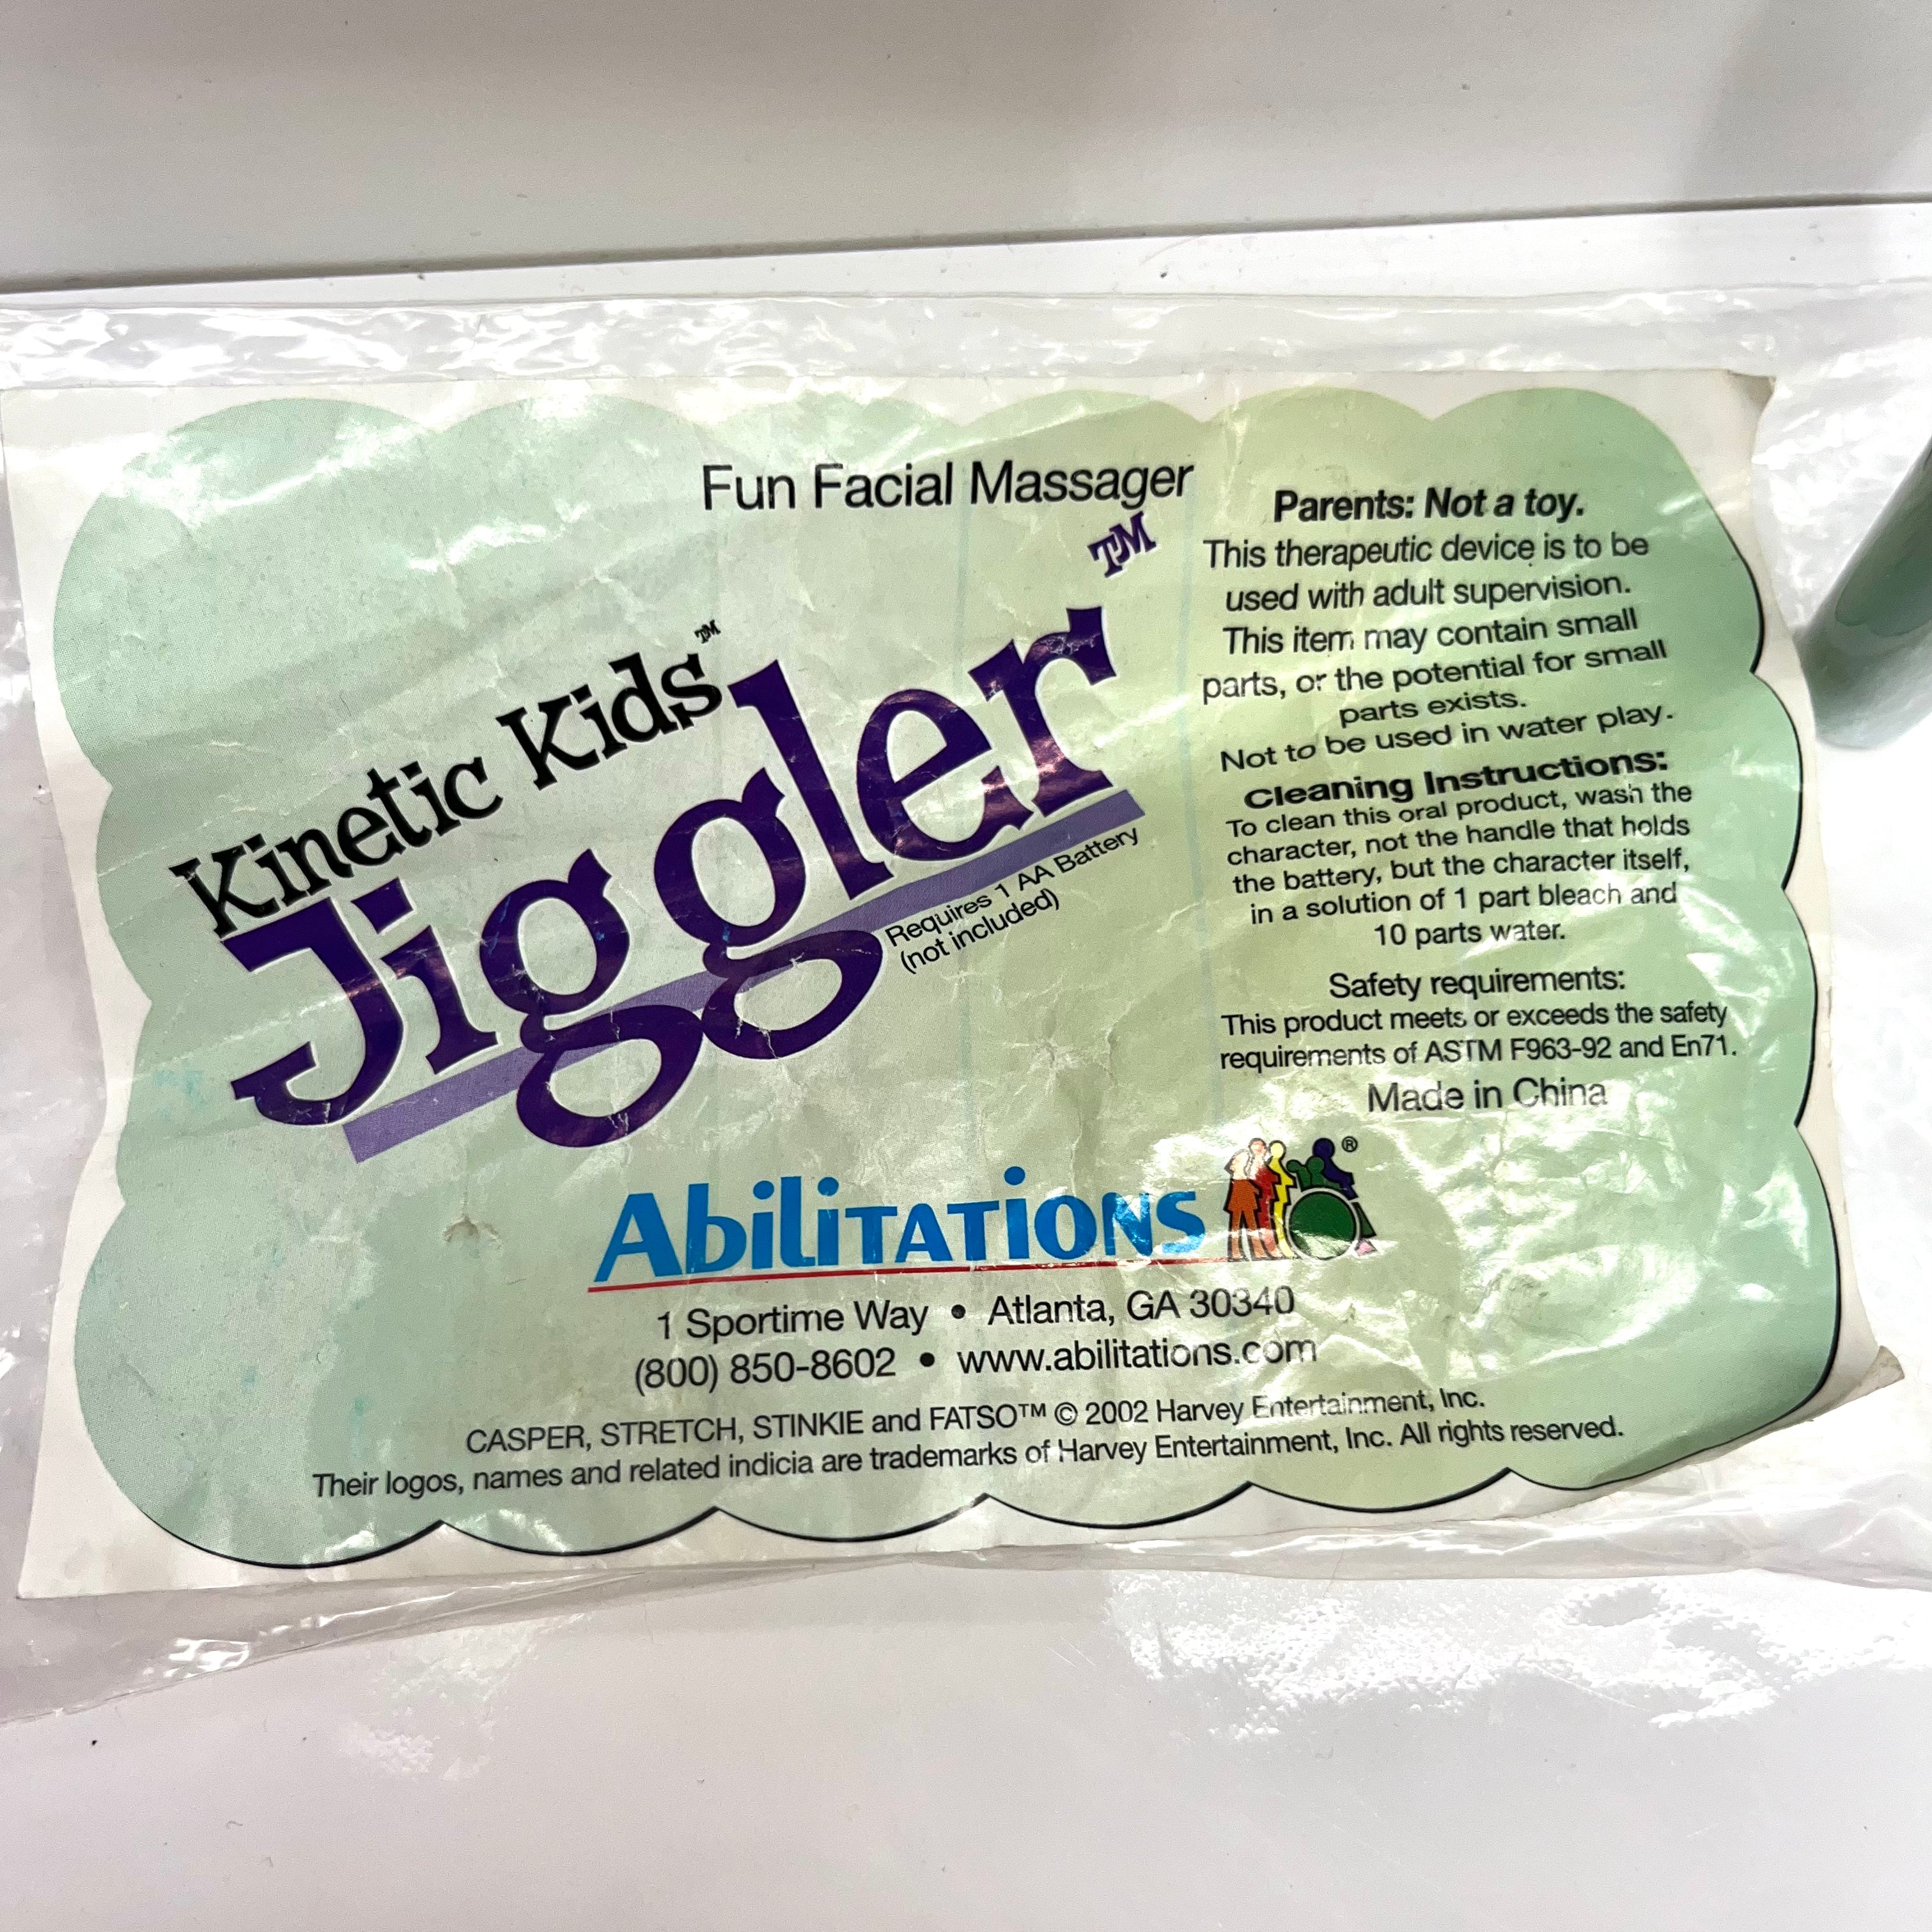 Fun Facial Massager
Kinetic Kids™
Jiggler™
Requires 1 AA Battery
(not included)
Parents: Not a toy.
This therapeutic device is to be
used with adult supervision.
This item may contain small
parts, or the potential for small
parts exists.
Not to be used in water play.
Cleaning Instructions:
To clean this oral product, wash the
character, not the handle that holds
the battery, but the character itself,
in a solution of 1 part bleach and
10 parts water.
Safety requirements:
This product meets or exceeds the safety
requirements of ASTM F963-92 and En71.
Made in China
AbiliTATiONS ®
1 Sportime Way • Atlanta, GA 30340
(800) 850-8602 • www.abilitations.com
CASPER, STRETCH, STINKIE and FATSO™ © 2002 Harvey Entertainment, Inc.
Their logos, names and related indicia are trademarks of Harvey Entertainment, Inc. All rights reserved.